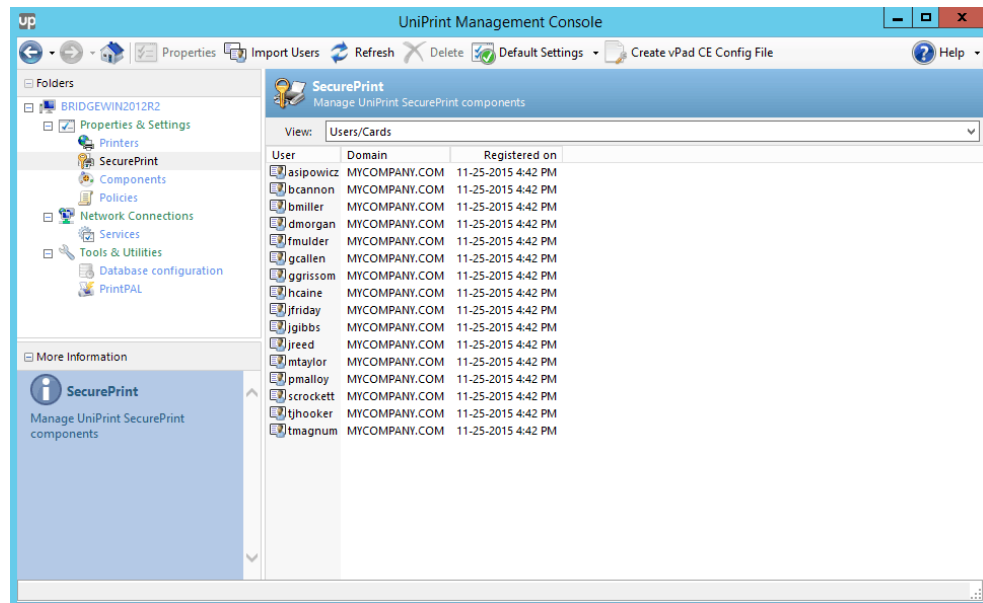 UP
UniPrint Management Console
Properties Import Users Refresh Delete Default Settings Create vPad CE Config File Help
Folders
BRIDGEWIN2012R2
Properties & Settings
Printers
SecurePrint
Components
Policies
Network Connections
Services
Tools & Utilities
Database configuration
PrintPAL
More Information
SecurePrint
Manage UniPrint SecurePrint
components
SecurePrint
Manage UniPrint SecurePrint components
View: Users/Cards
User Domain Registered on
asipowicz MYCOMPANY.COM 11-25-2015 4:42 PM
bcannon MYCOMPANY.COM 11-25-2015 4:42 PM
bmiller MYCOMPANY.COM 11-25-2015 4:42 PM
dmorgan MYCOMPANY.COM 11-25-2015 4:42 PM
fmulder MYCOMPANY.COM 11-25-2015 4:42 PM
gcallen MYCOMPANY.COM 11-25-2015 4:42 PM
ggrissom MYCOMPANY.COM 11-25-2015 4:42 PM
hcaine MYCOMPANY.COM 11-25-2015 4:42 PM
jfriday MYCOMPANY.COM 11-25-2015 4:42 PM
jgibbs MYCOMPANY.COM 11-25-2015 4:42 PM
jreed MYCOMPANY.COM 11-25-2015 4:42 PM
mtaylor MYCOMPANY.COM 11-25-2015 4:42 PM
pmalloy MYCOMPANY.COM 11-25-2015 4:42 PM
scrockett MYCOMPANY.COM 11-25-2015 4:42 PM
tjhooker MYCOMPANY.COM 11-25-2015 4:42 PM
tmagnum MYCOMPANY.COM 11-25-2015 4:42 PM